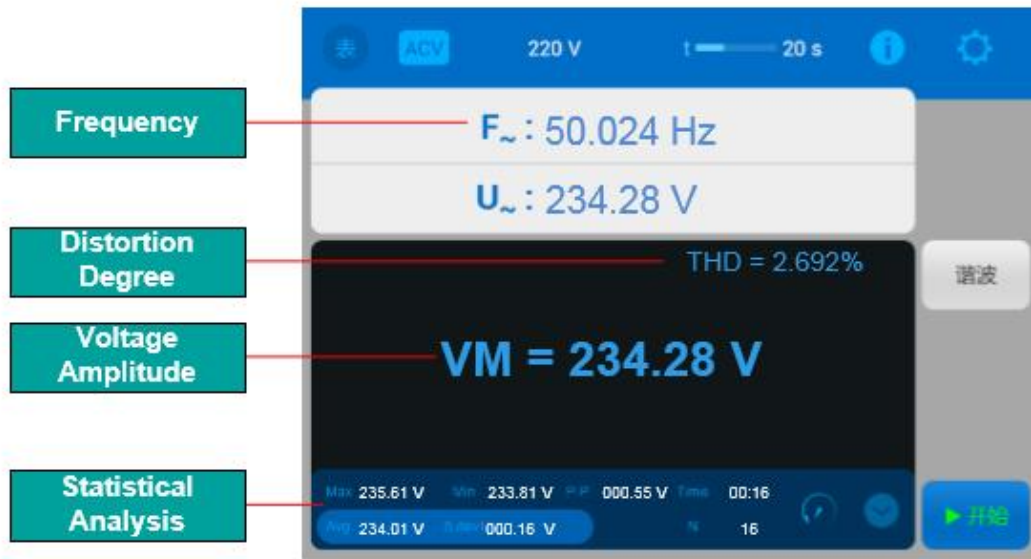 表 ACV 220 V t 20 s i
Frequency
F~ : 50.024 Hz
U~ : 234.28 V
Distortion
Degree
THD = 2.692%
谐波
Voltage
Amplitude
VM = 234.28 V
Statistical
Analysis
Max 235.61 V Min 233.81 V P.P 000.55 V Time 00:16
Avg 234.01 V 000.16 V N 16
开始